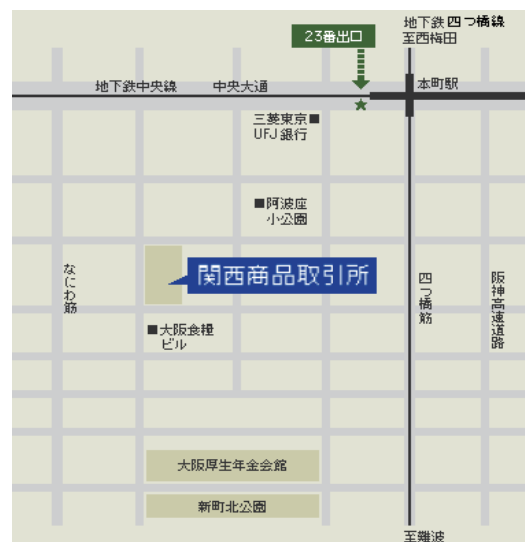 地下鉄四つ橋線
至西梅田
23番出口
地下鉄中央線
中央大通
本町駅
三菱東京■
UFJ銀行
■阿波座
小公園
関西商品取引所
なにわ筋
四つ橋筋
阪神高速道路
■大阪食糧
ビル
大阪厚生年金会館
新町北公園
至難波